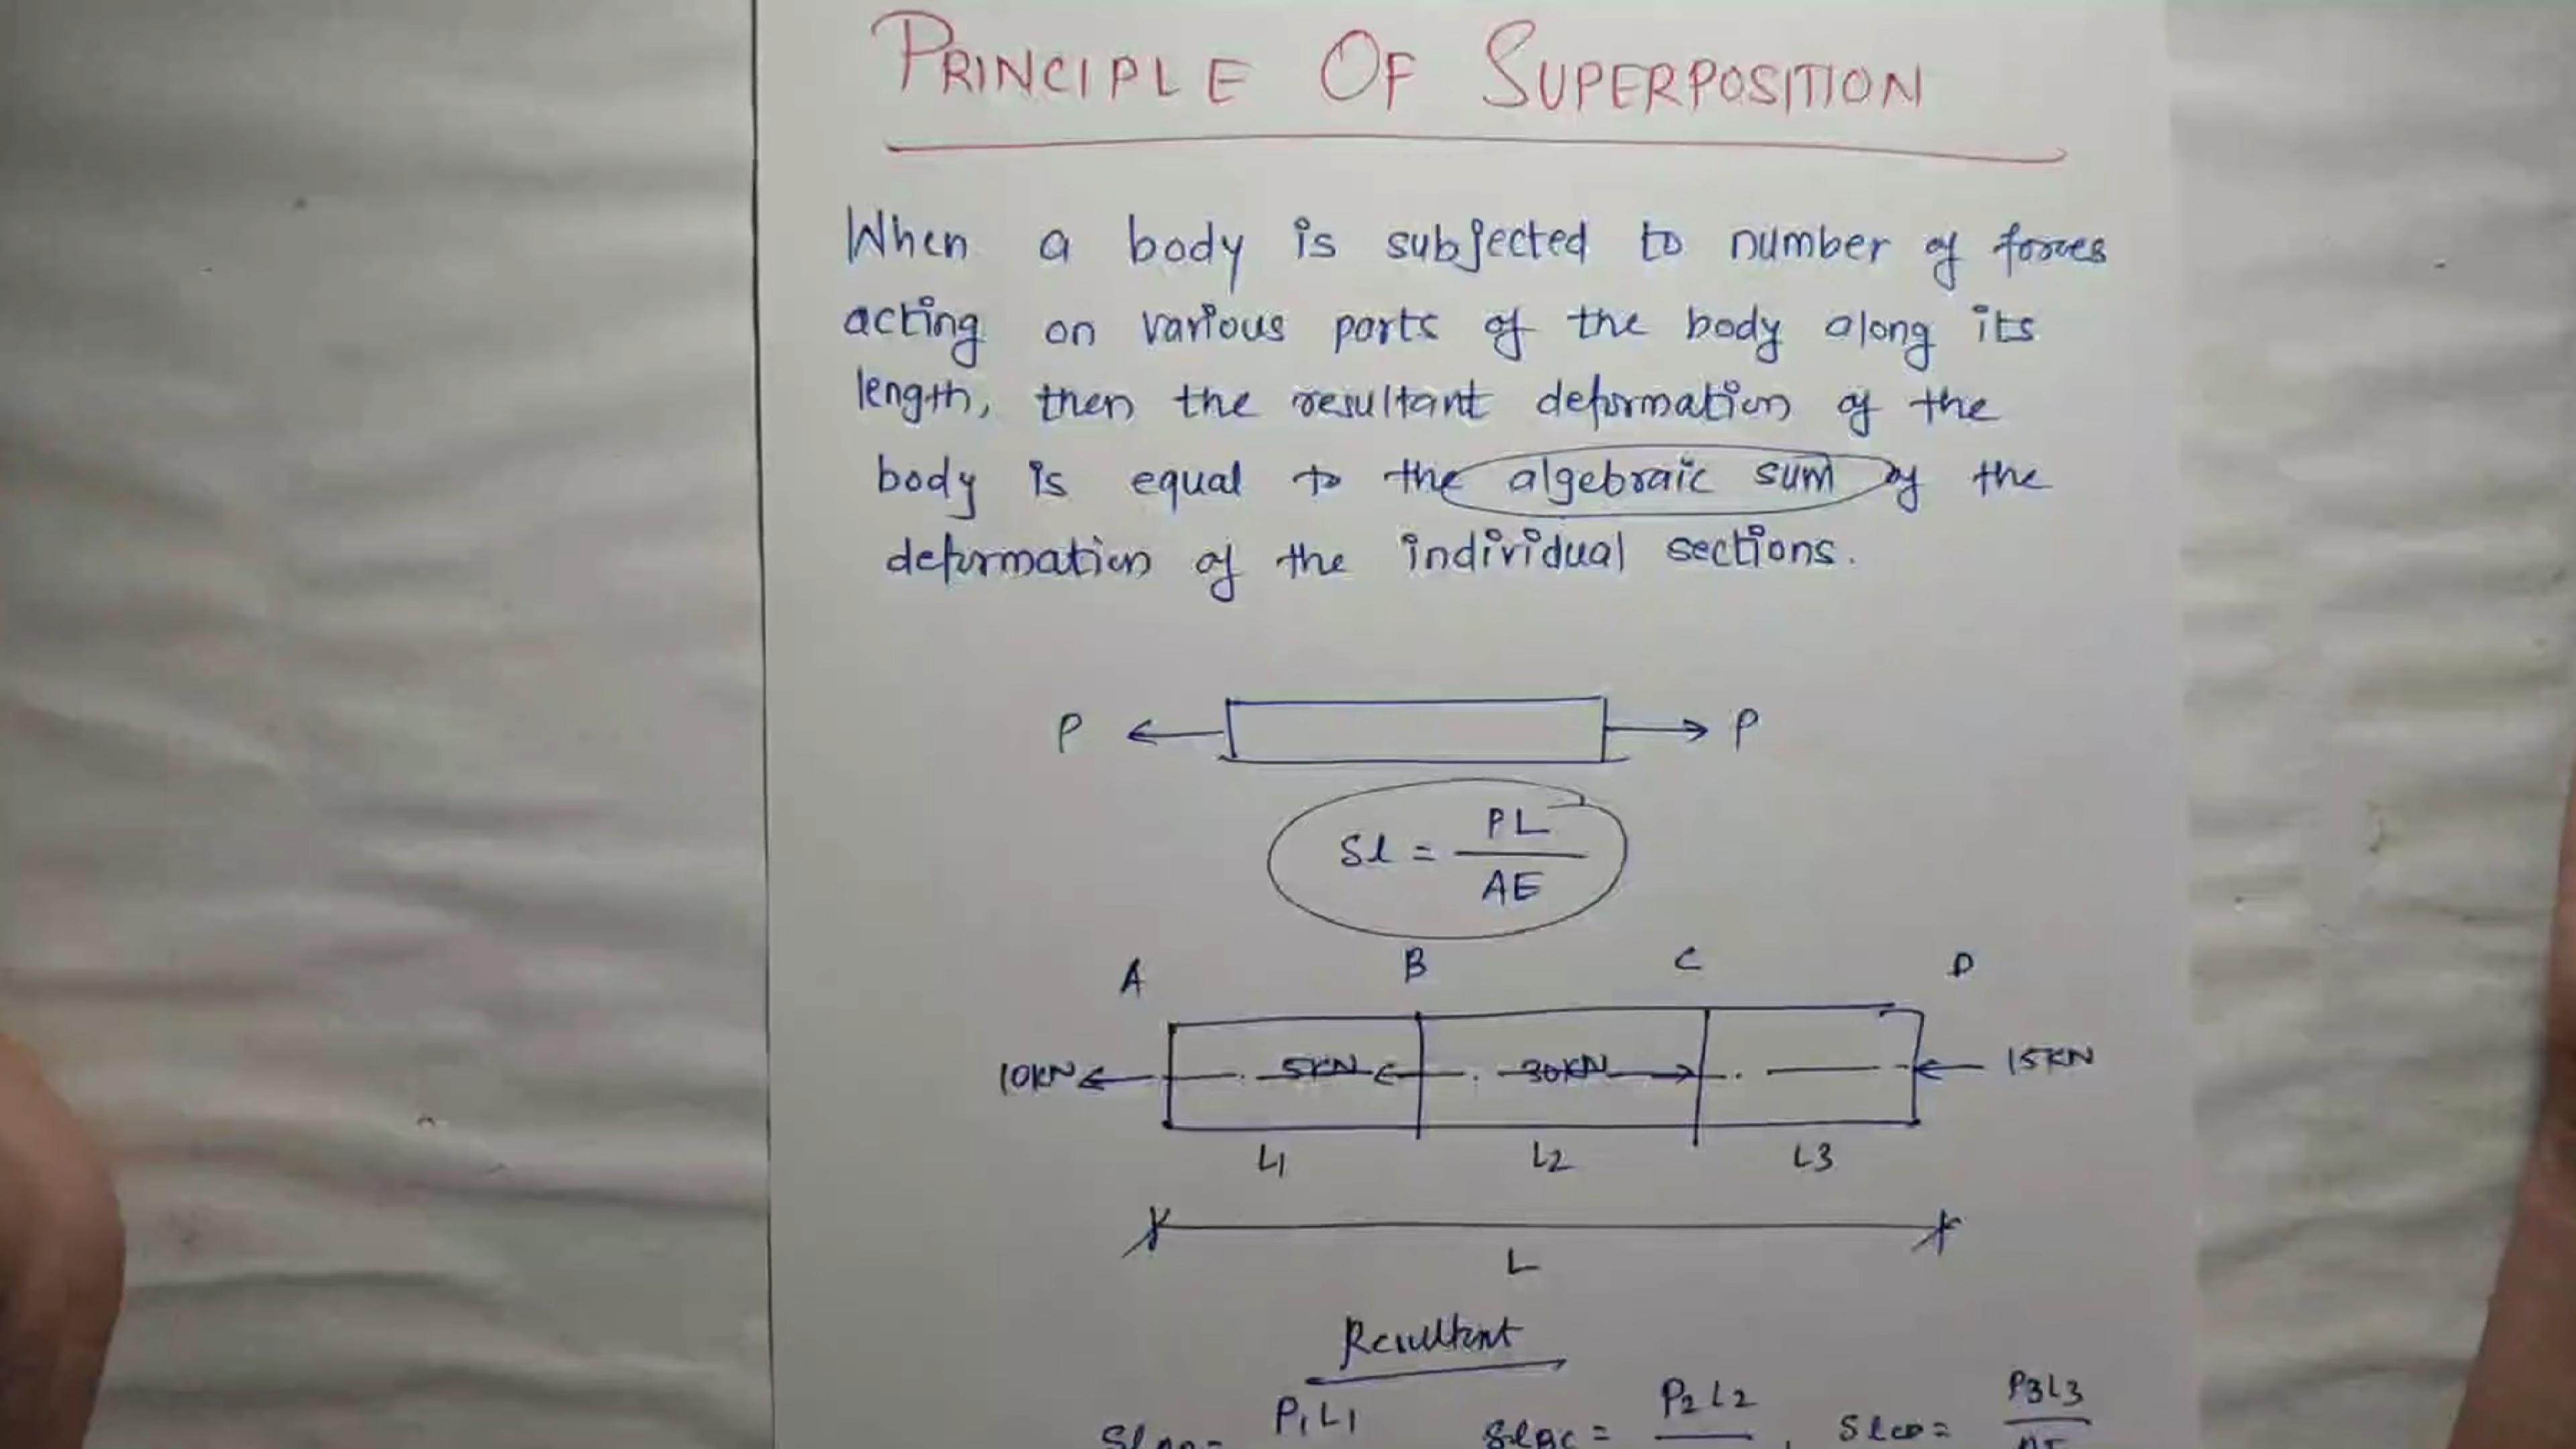 PRINCIPLE OF SUPERPOSITION
When a body is subjected to number of forces
acting on various parts of the body along its
length, then the resultant deformation of the
body is equal to the algebraic sum of the
deformation of the individual sections.
P P
δl = PL
AE
A B C D
10KN 5KN 30KN 15KN
L1 L2 L3
L
Resultant
P1L1 P2L2 P3L3
δlBC = , δlCD =